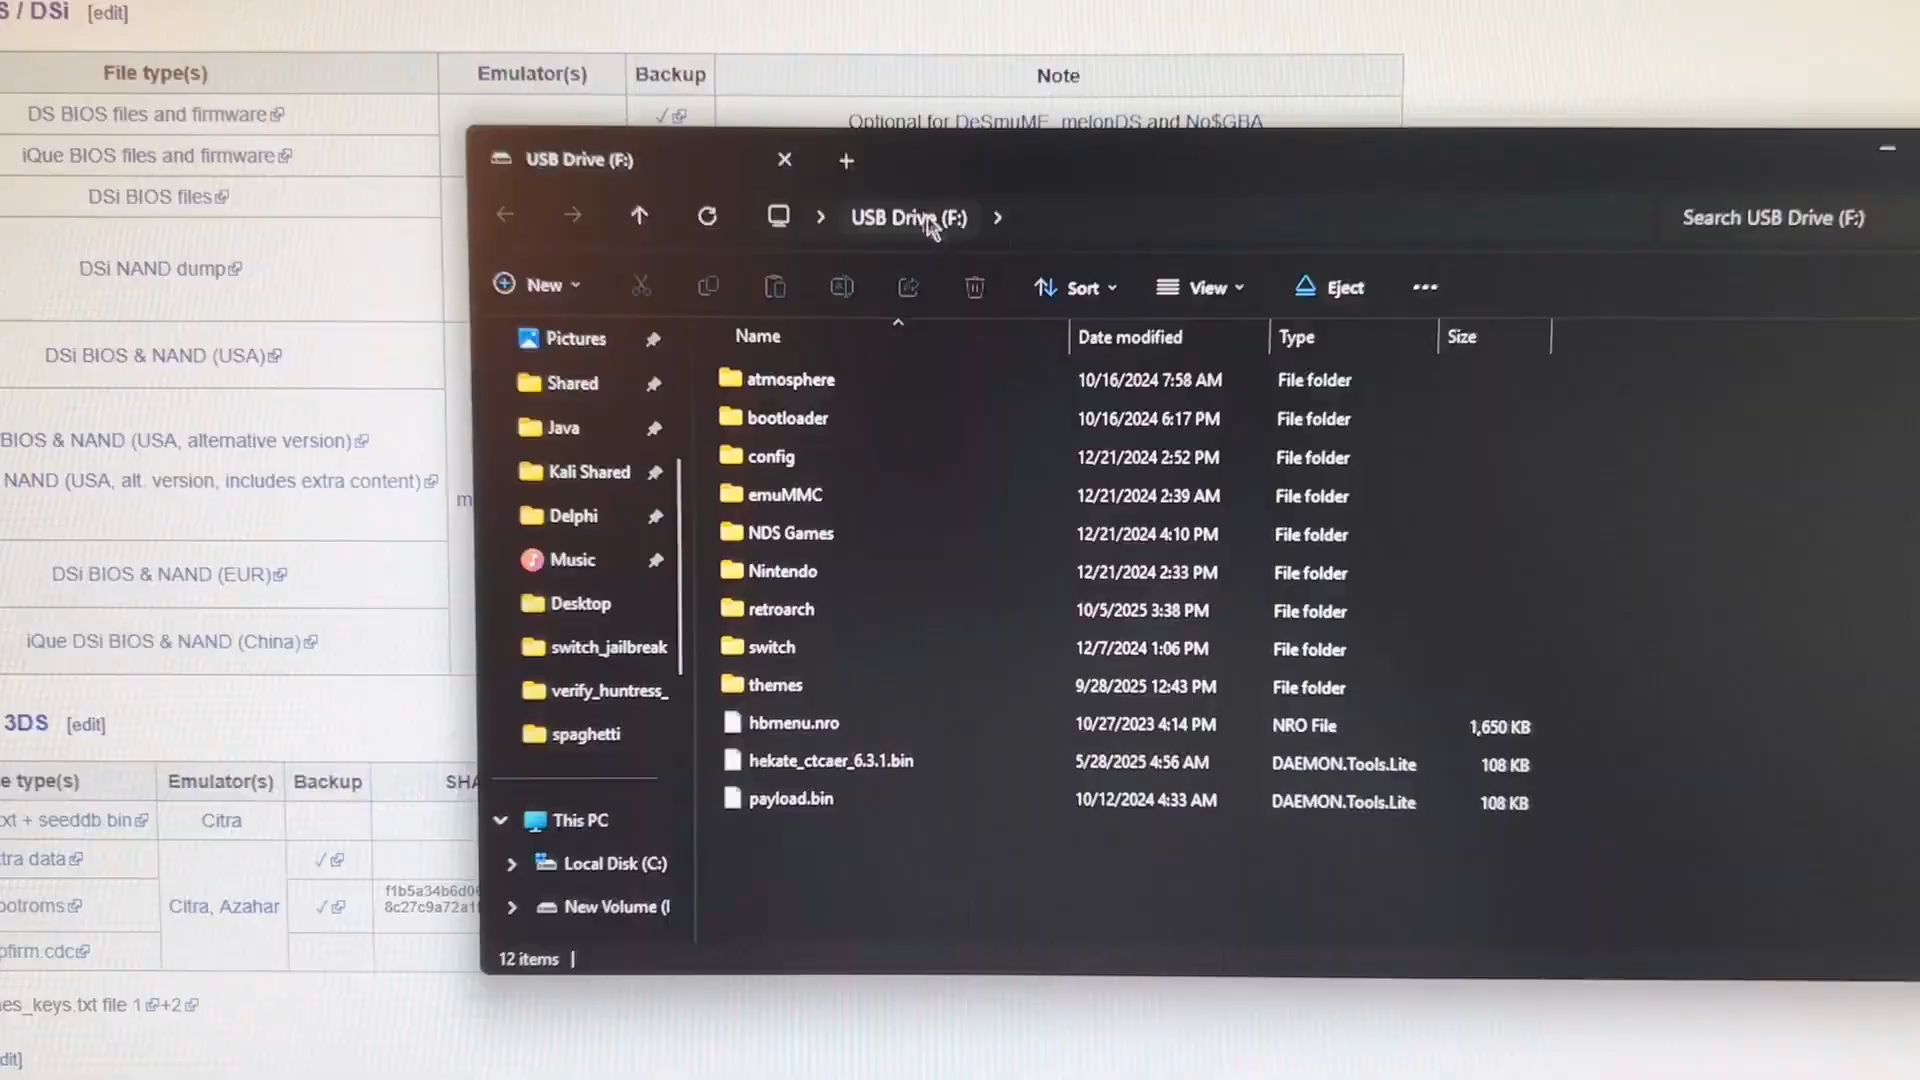 / DSi [edit]
File type(s) Emulator(s) Backup Note
DS BIOS files and firmware ✓ Optional for DeSmuME, melonDS and No$GBA
iQue BIOS files and firmware
DSi BIOS files
DSi NAND dump
DSi BIOS & NAND (USA)
BIOS & NAND (USA, alternative version)
NAND (USA, alt. version, includes extra content)
DSi BIOS & NAND (EUR)
iQue DSi BIOS & NAND (China)
3DS [edit]
type(s) Emulator(s) Backup
+ seeddb bin Citra
data ✓
Citra, Azahar ✓
keys.txt file 1 +2
USB Drive (F:)
USB Drive (F:) Search USB Drive (F:)
New Sort View Eject •••
Pictures
Shared
Java
Kali Shared
Delphi
Music
Desktop
switch_jailbreak
verify_huntress_
spaghetti
This PC
Local Disk (C:)
New Volume (
Name Date modified Type Size
atmosphere 10/16/2024 7:58 AM File folder
bootloader 10/16/2024 6:17 PM File folder
config 12/21/2024 2:52 PM File folder
emuMMC 12/21/2024 2:39 AM File folder
NDS Games 12/21/2024 4:10 PM File folder
Nintendo 12/21/2024 2:33 PM File folder
retroarch 10/5/2025 3:38 PM File folder
switch 12/7/2024 1:06 PM File folder
themes 9/28/2025 12:43 PM File folder
hbmenu.nro 10/27/2023 4:14 PM NRO File 1,650 KB
hekate_ctcaer_6.3.1.bin 5/28/2025 4:56 AM DAEMON.Tools.Lite 108 KB
payload.bin 10/12/2024 4:33 AM DAEMON.Tools.Lite 108 KB
12 items